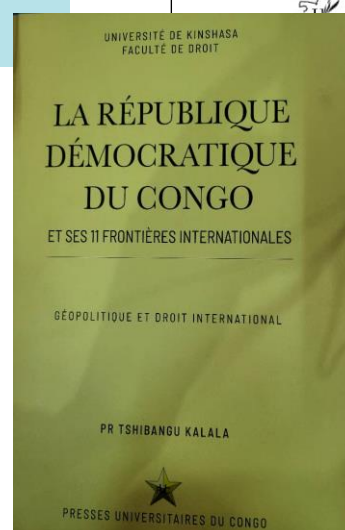 UNIVERSITÉ DE KINSHASA
FACULTÉ DE DROIT
LA RÉPUBLIQUE
DÉMOCRATIQUE
DU CONGO
ET SES 11 FRONTIÈRES INTERNATIONALES
GÉOPOLITIQUE ET DROIT INTERNATIONAL
PR TSHIBANGU KALALA
PRESSES UNIVERSITAIRES DU CONGO